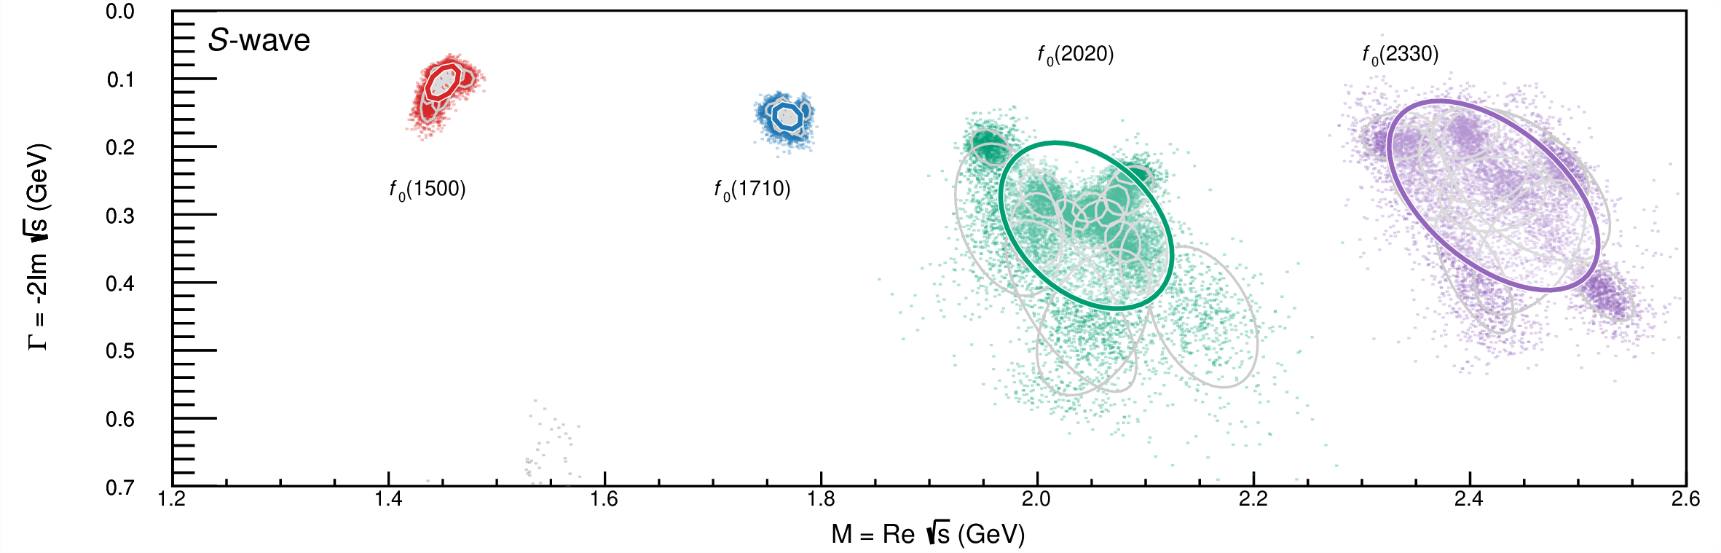 S-wave
f0(2020)
f0(2330)
f0(1500)
f0(1710)
Γ = -2Im √s (GeV)
0.0
0.1
0.2
0.3
0.4
0.5
0.6
0.7
1.2 1.4 1.6 1.8 2.0 2.2 2.4 2.6
M = Re √s (GeV)